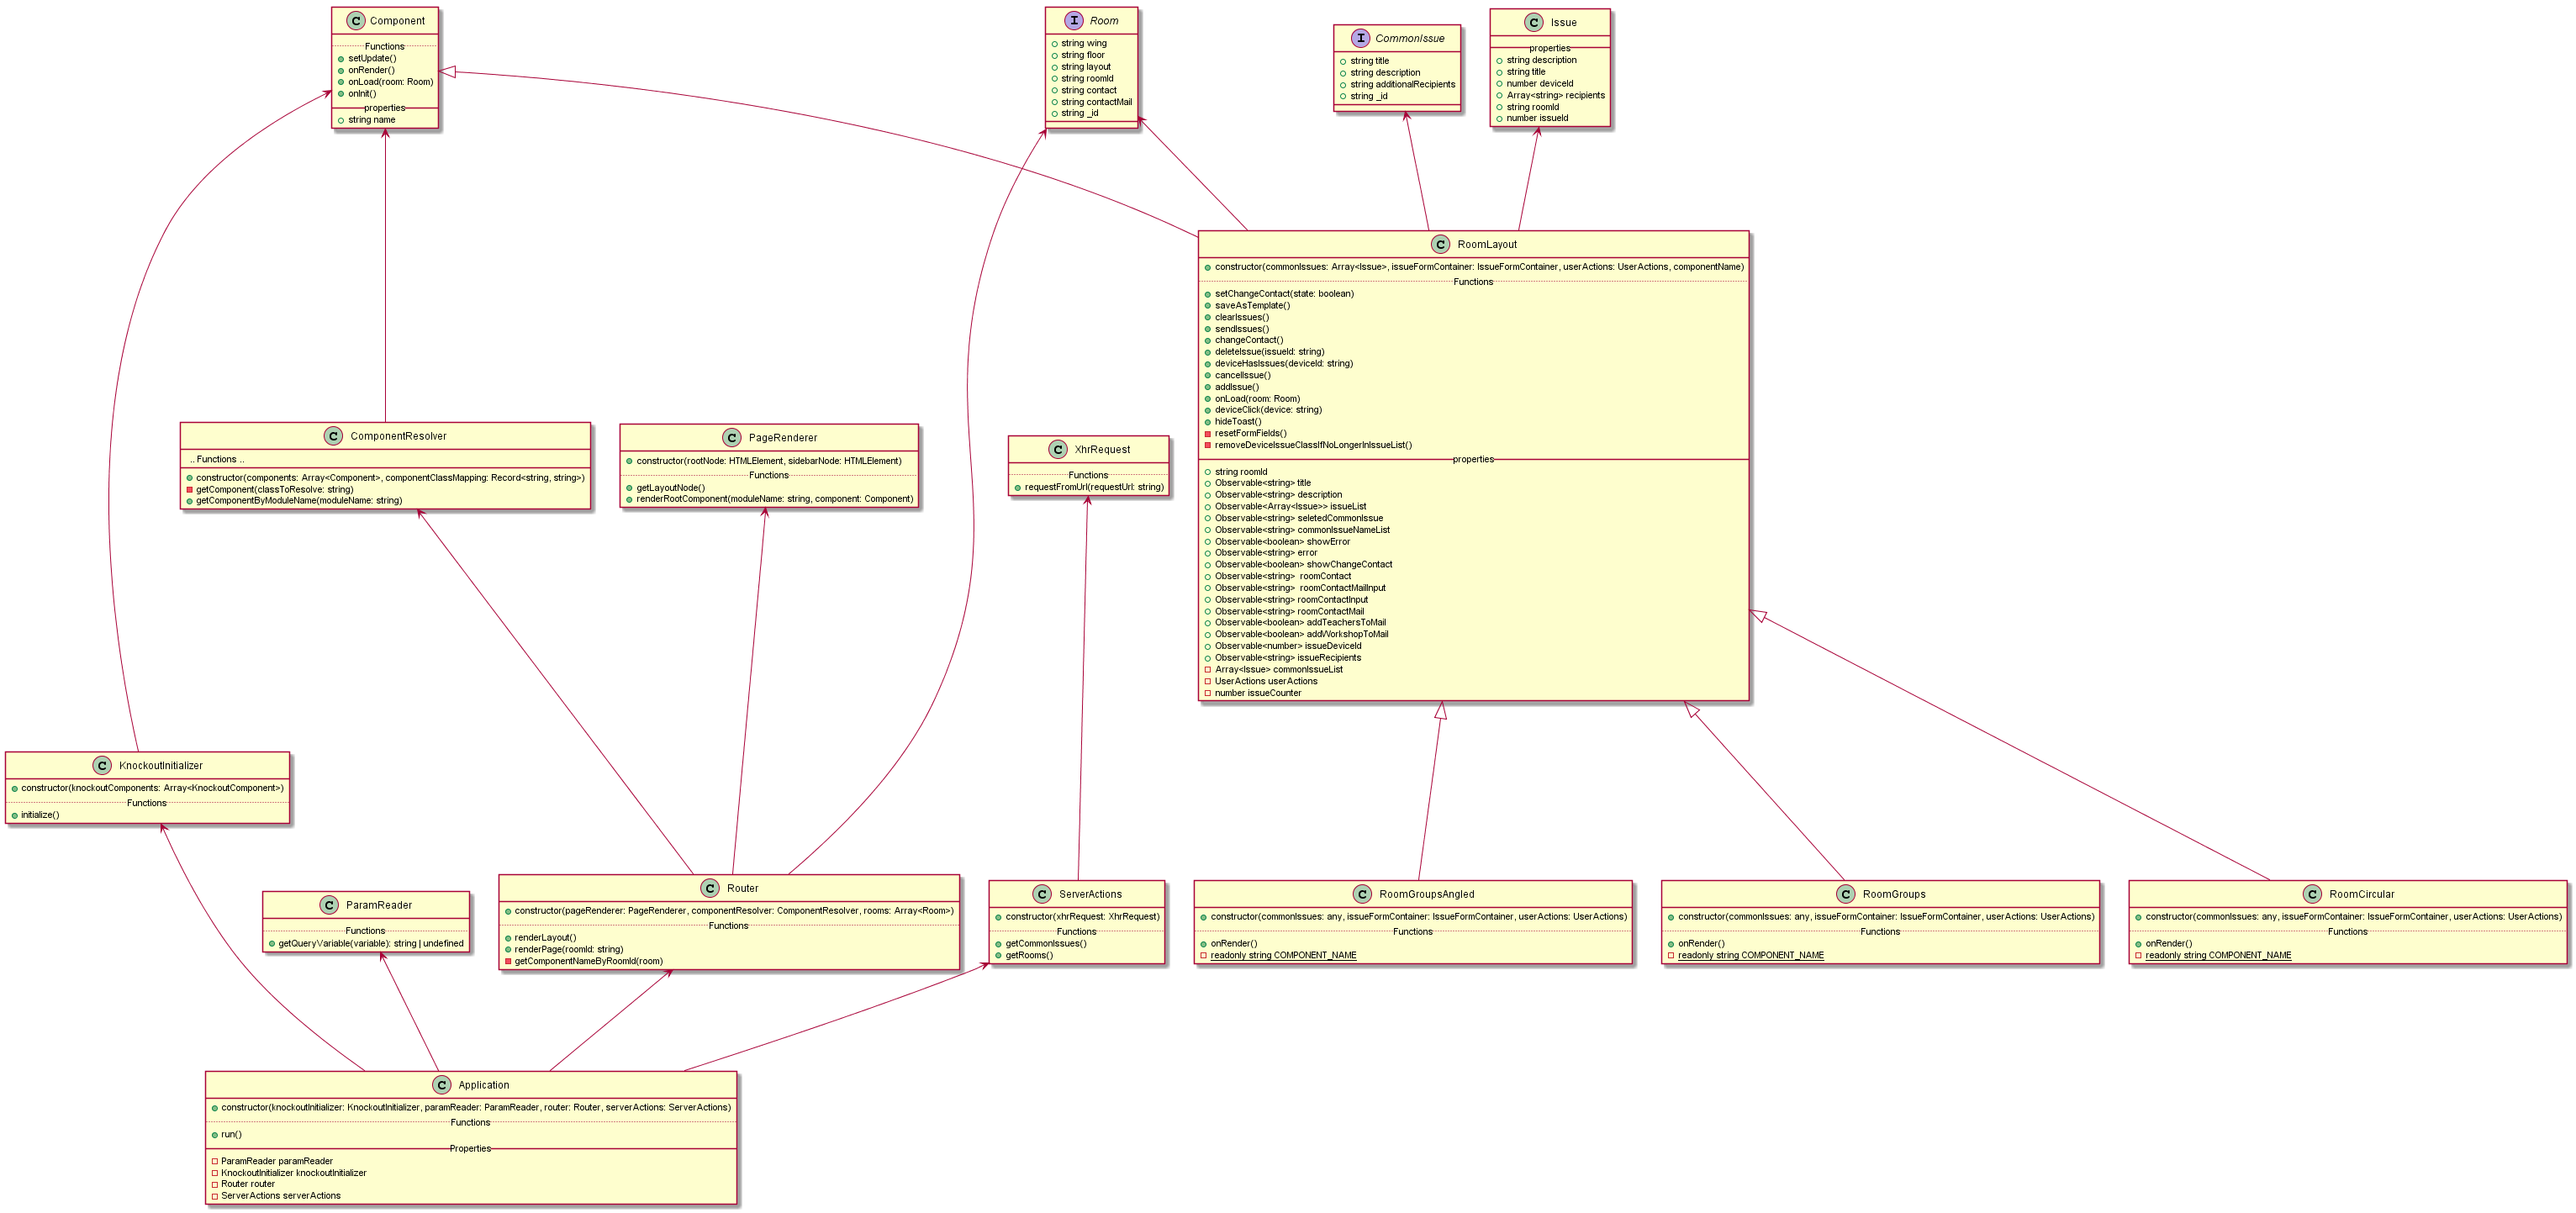 Component
Functions
setUpdate()
onRender()
onLoad(room: Room)
onInit()
properties
string name
Room
string wing
string floor
string layout
string roomId
string contact
string contactMail
string _id
CommonIssue
string title
string description
string additionalRecipients
string _id
Issue
properties
string description
string title
number deviceId
Array<string> recipients
string roomId
number issueId
RoomLayout
constructor(commonIssues: Array<Issue>, issueFormContainer: IssueFormContainer, userActions: UserActions, componentName)
Functions
setChangeContact(state: boolean)
saveAsTemplate()
clearIssues()
sendIssues()
changeContact()
deleteIssue(issueId: string)
deviceHasIssues(deviceId: string)
cancelIssue()
addIssue()
onLoad(room: Room)
deviceClick(device: string)
hideToast()
resetFormFields()
removeDeviceIssueClassIfNoLongerInIssueList()
properties
string roomId
Observable<string> title
Observable<string> description
Observable<Array<Issue>> issueList
Observable<string> seletedCommonIssue
Observable<string> commonIssueNameList
Observable<boolean> showError
Observable<string> error
Observable<boolean> showChangeContact
Observable<string>  roomContact
Observable<string>  roomContactMailInput
Observable<string> roomContactInput
Observable<string> roomContactMail
Observable<boolean> addTeachersToMail
Observable<boolean> addWorkshopToMail
Observable<number> issueDeviceId
Observable<string> issueRecipients
Array<Issue> commonIssueList
UserActions userActions
number issueCounter
ComponentResolver
.. Functions ..
constructor(components: Array<Component>, componentClassMapping: Record<string, string>)
getComponent(classToResolve: string)
getComponentByModuleName(moduleName: string)
PageRenderer
constructor(rootNode: HTMLElement, sidebarNode: HTMLElement)
Functions
getLayoutNode()
renderRootComponent(moduleName: string, component: Component)
XhrRequest
Functions
requestFromUrl(requestUrl: string)
KnockoutInitializer
constructor(knockoutComponents: Array<KnockoutComponent>)
Functions
initialize()
ParamReader
Functions
getQueryVariable(variable): string | undefined
Router
constructor(pageRenderer: PageRenderer, componentResolver: ComponentResolver, rooms: Array<Room>)
Functions
renderLayout()
renderPage(roomId: string)
getComponentNameByRoomId(room)
ServerActions
constructor(xhrRequest: XhrRequest)
Functions
getCommonIssues()
getRooms()
RoomGroupsAngled
constructor(commonIssues: any, issueFormContainer: IssueFormContainer, userActions: UserActions)
Functions
onRender()
readonly string COMPONENT_NAME
RoomGroups
constructor(commonIssues: any, issueFormContainer: IssueFormContainer, userActions: UserActions)
Functions
onRender()
readonly string COMPONENT_NAME
RoomCircular
constructor(commonIssues: any, issueFormContainer: IssueFormContainer, userActions: UserActions)
Functions
onRender()
readonly string COMPONENT_NAME
Application
constructor(knockoutInitializer: KnockoutInitializer, paramReader: ParamReader, router: Router, serverActions: ServerActions)
Functions
run()
Properties
ParamReader paramReader
KnockoutInitializer knockoutInitializer
Router router
ServerActions serverActions